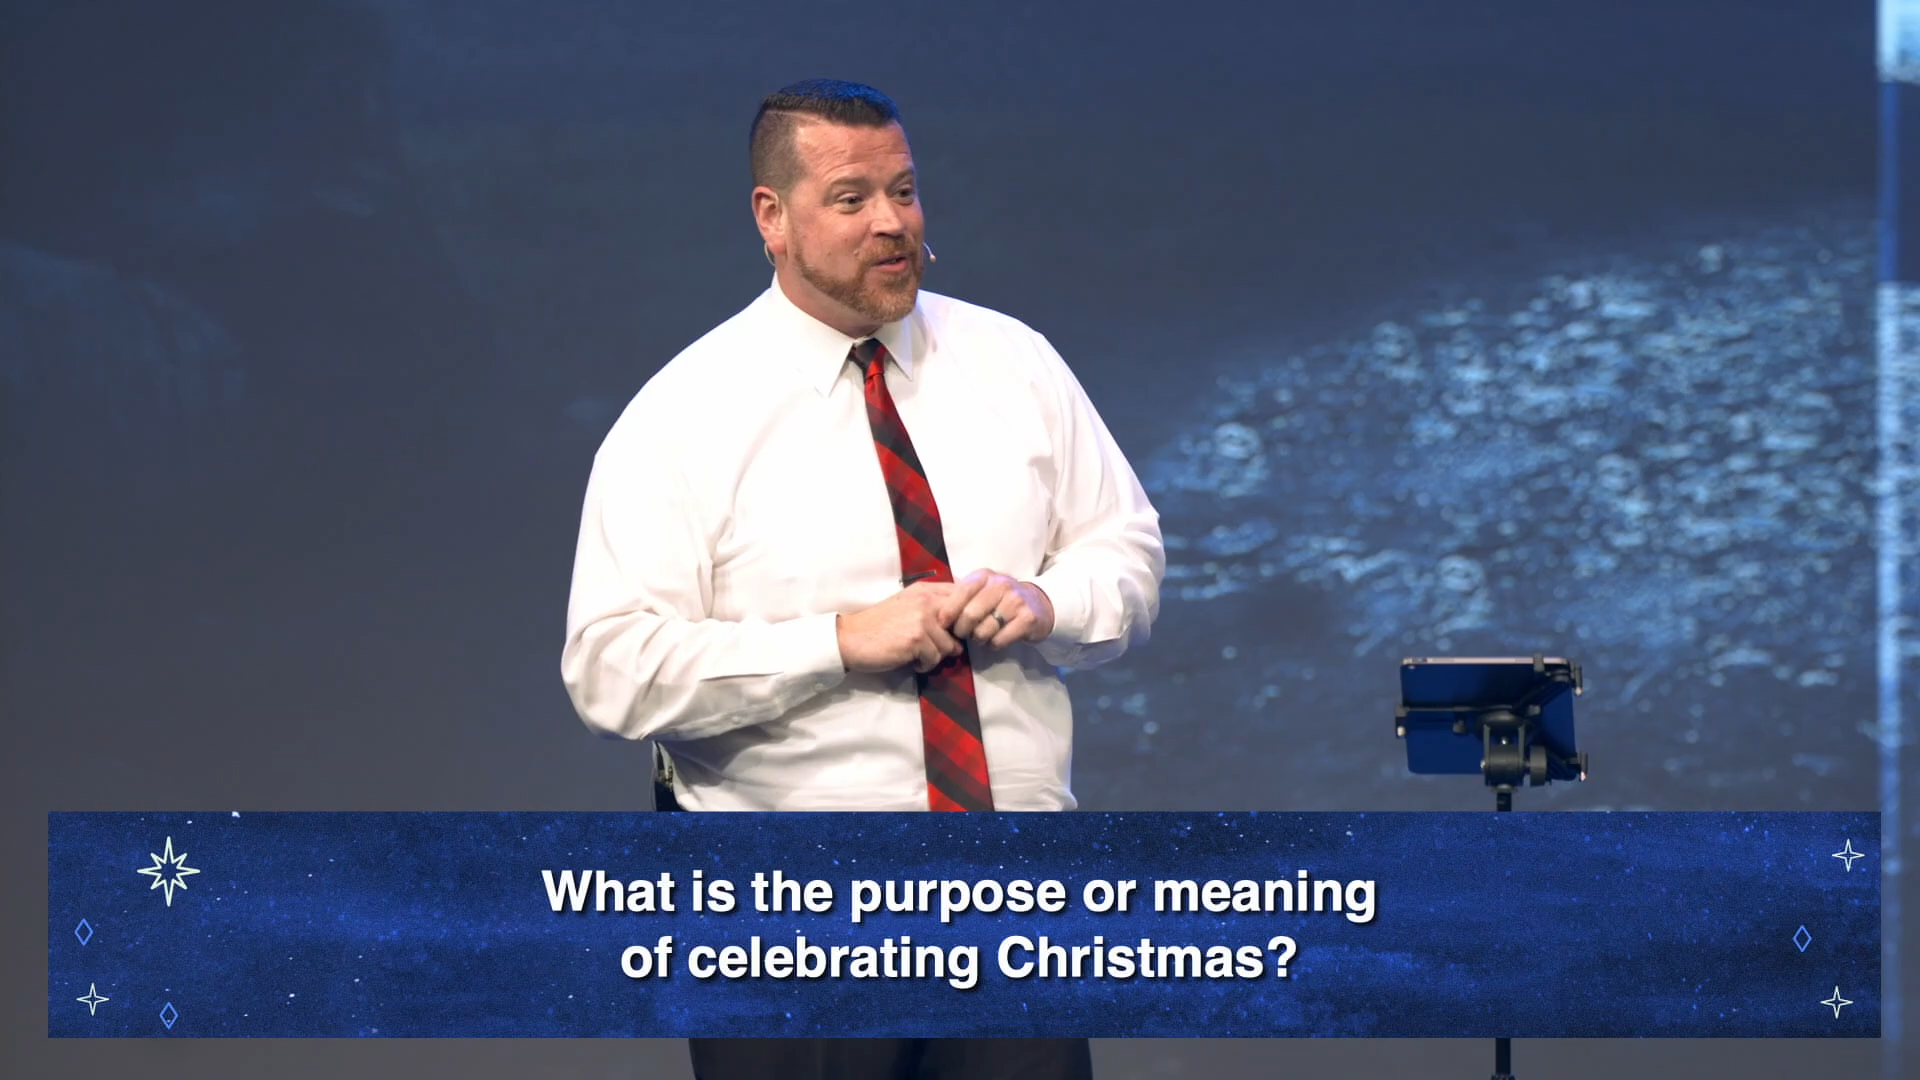 What is the purpose or meaning
of celebrating Christmas?